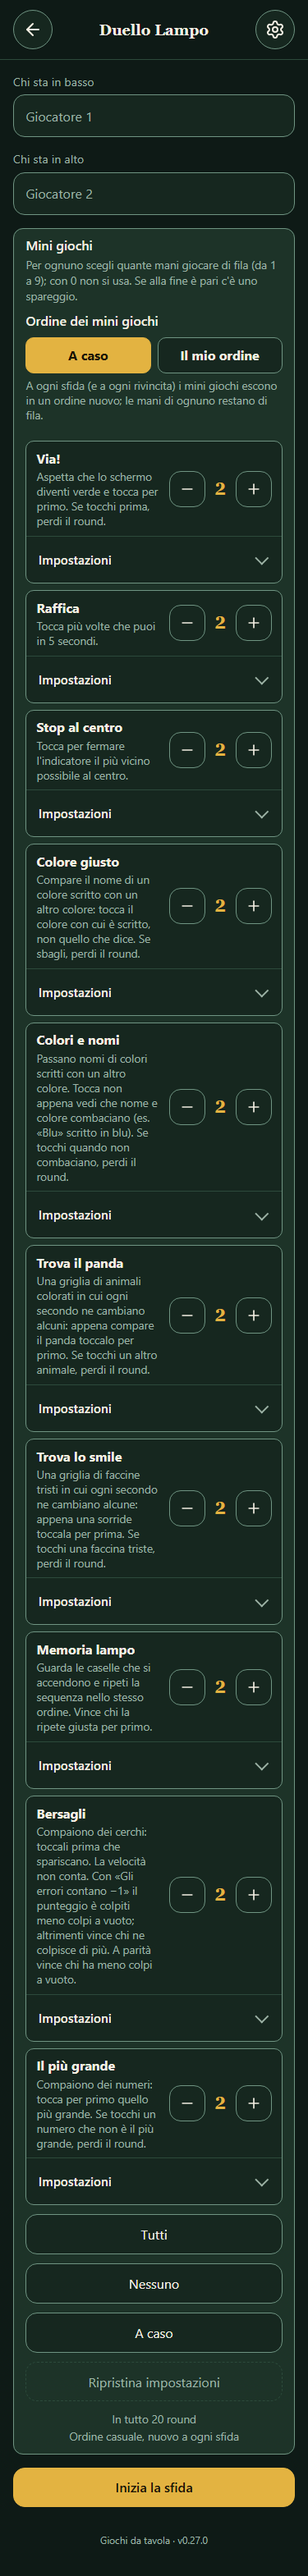 Duello Lampo
Chi sta in basso
Giocatore 1
Chi sta in alto
Giocatore 2
Mini giochi
Per ognuno scegli quante mani giocare di fila (da 1
a 9); con 0 non si usa. Se alla fine è pari c'è uno
spareggio.
Ordine dei mini giochi
A caso
Il mio ordine
A ogni sfida (e a ogni rivincita) i mini giochi escono
in un ordine nuovo; le mani di ognuno restano di
fila.
Via!
Aspetta che lo schermo
diventi verde e tocca per
primo. Se tocchi prima,
perdi il round.
− 2 +
Impostazioni
Raffica
Tocca più volte che puoi
in 5 secondi.
− 2 +
Impostazioni
Stop al centro
Tocca per fermare
l'indicatore il più vicino
possibile al centro.
− 2 +
Impostazioni
Colore giusto
Compare il nome di un
colore scritto con un
altro colore: tocca il
colore con cui è scritto,
non quello che dice. Se
sbagli, perdi il round.
− 2 +
Impostazioni
Colori e nomi
Passano nomi di colori
scritti con un altro
colore. Tocca non
appena vedi che nome e
colore combaciano (es.
«Blu» scritto in blu). Se
tocchi quando non
combaciano, perdi il
round.
− 2 +
Impostazioni
Trova il panda
Una griglia di animali
colorati in cui ogni
secondo ne cambiano
alcuni: appena compare
il panda toccalo per
primo. Se tocchi un altro
animale, perdi il round.
− 2 +
Impostazioni
Trova lo smile
Una griglia di faccine
tristi in cui ogni secondo
ne cambiano alcune:
appena una sorride
toccala per prima. Se
tocchi una faccina triste,
perdi il round.
− 2 +
Impostazioni
Memoria lampo
Guarda le caselle che si
accendono e ripeti la
sequenza nello stesso
ordine. Vince chi la
ripete giusta per primo.
− 2 +
Impostazioni
Bersagli
Compaiono dei cerchi:
toccali prima che
spariscano. La velocità
non conta. Con «Gli
errori contano −1» il
punteggio è colpiti
meno colpi a vuoto;
altrimenti vince chi ne
colpisce di più. A parità
vince chi ha meno colpi
a vuoto.
− 2 +
Impostazioni
Il più grande
Compaiono dei numeri:
tocca per primo quello
più grande. Se tocchi un
numero che non è il più
grande, perdi il round.
− 2 +
Impostazioni
Tutti
Nessuno
A caso
Ripristina impostazioni
In tutto 20 round
Ordine casuale, nuovo a ogni sfida
Inizia la sfida
Giochi da tavola · v0.27.0